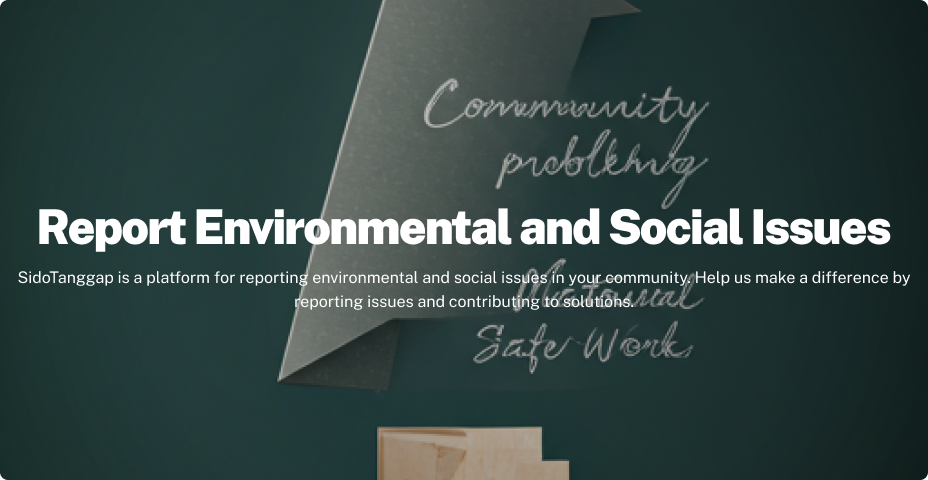 Community
Report Environmental and Social Issues
SidoTanggap is a platform for reporting environmental and social issues in your community. Help us make a difference by
reporting issues and contributing to solutions.
Safe Work